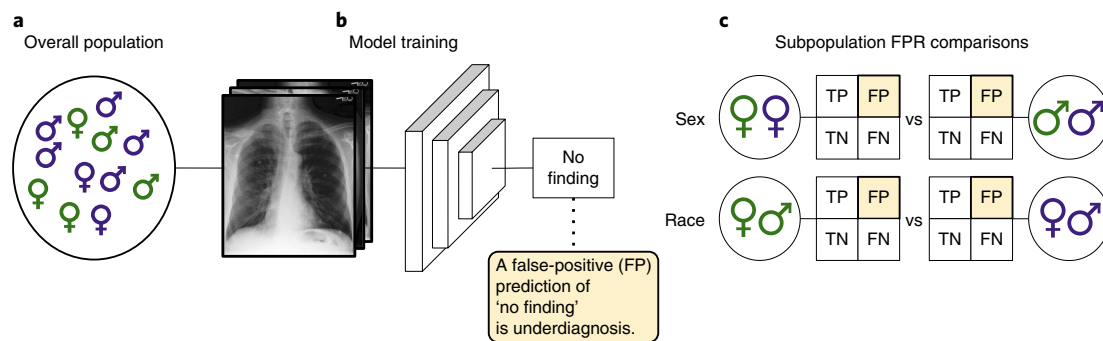 a
Overall population
b
Model training
No
finding
A false-positive (FP)
prediction of
‘no finding’
is underdiagnosis.
c
Subpopulation FPR comparisons
Sex
TP FP
TN FN
vs
TP FP
TN FN
Race
TP FP
TN FN
vs
TP FP
TN FN